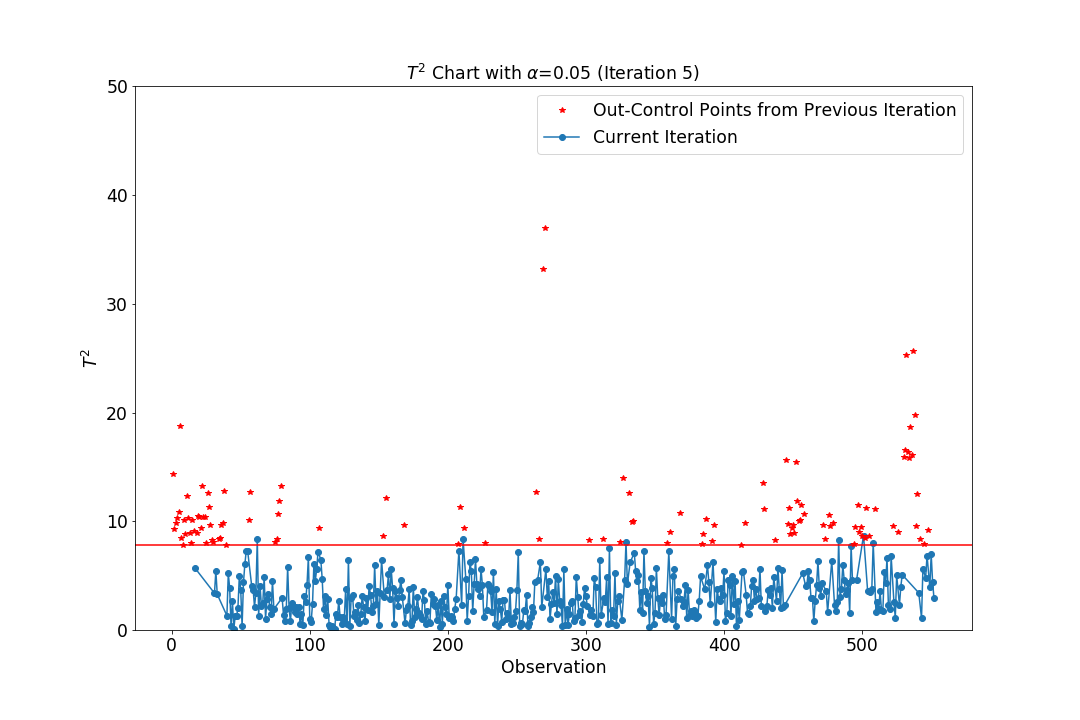 T² Chart with α=0.05 (Iteration 5)
50
Out-Control Points from Previous Iteration
Current Iteration
40
30
T²
20
10
0
0 100 200 300 400 500
Observation